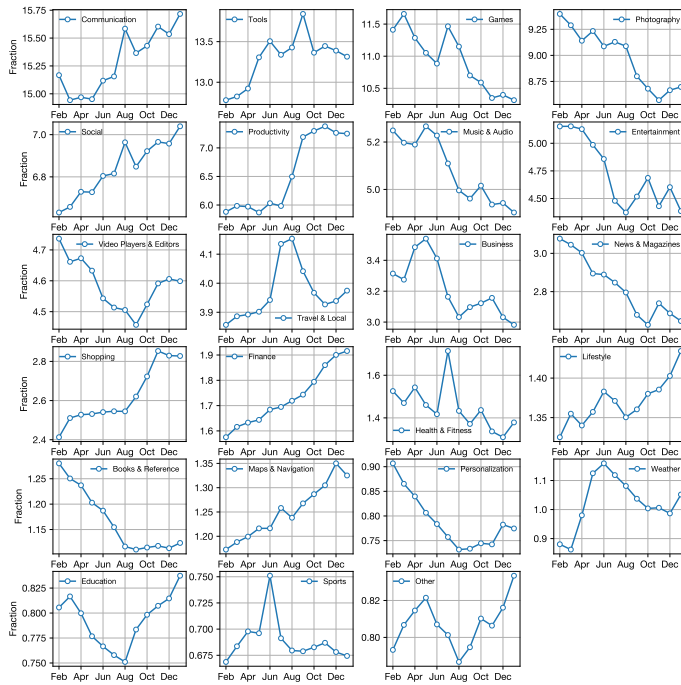 Communication
Tools
Games
Photography
Fraction
15.75
15.50
15.25
15.00
13.5
13.0
11.5
11.0
10.5
9.25
9.00
8.75
Feb Apr Jun Aug Oct Dec
Feb Apr Jun Aug Oct Dec
Feb Apr Jun Aug Oct Dec
Feb Apr Jun Aug Oct Dec
Social
Productivity
Music & Audio
Entertainment
Fraction
7.0
6.8
7.0
6.5
6.0
5.2
5.0
5.00
4.75
4.50
Feb Apr Jun Aug Oct Dec
Feb Apr Jun Aug Oct Dec
Feb Apr Jun Aug Oct Dec
Feb Apr Jun Aug Oct Dec
Video Players & Editors
Travel & Local
Business
News & Magazines
Fraction
4.7
4.6
4.5
4.1
4.0
3.9
3.4
3.2
3.0
3.0
2.8
Feb Apr Jun Aug Oct Dec
Feb Apr Jun Aug Oct Dec
Feb Apr Jun Aug Oct Dec
Feb Apr Jun Aug Oct Dec
Shopping
Finance
Health & Fitness
Lifestyle
Fraction
2.8
2.6
2.4
1.9
1.8
1.7
1.6
1.6
1.4
1.40
1.35
Feb Apr Jun Aug Oct Dec
Feb Apr Jun Aug Oct Dec
Feb Apr Jun Aug Oct Dec
Feb Apr Jun Aug Oct Dec
Books & Reference
Maps & Navigation
Personalization
Weather
Fraction
1.25
1.20
1.15
1.35
1.30
1.25
1.20
0.90
0.85
0.80
0.75
1.1
1.0
0.9
Feb Apr Jun Aug Oct Dec
Feb Apr Jun Aug Oct Dec
Feb Apr Jun Aug Oct Dec
Feb Apr Jun Aug Oct Dec
Education
Sports
Other
Fraction
0.825
0.800
0.775
0.750
0.750
0.725
0.700
0.675
0.82
0.80
Feb Apr Jun Aug Oct Dec
Feb Apr Jun Aug Oct Dec
Feb Apr Jun Aug Oct Dec